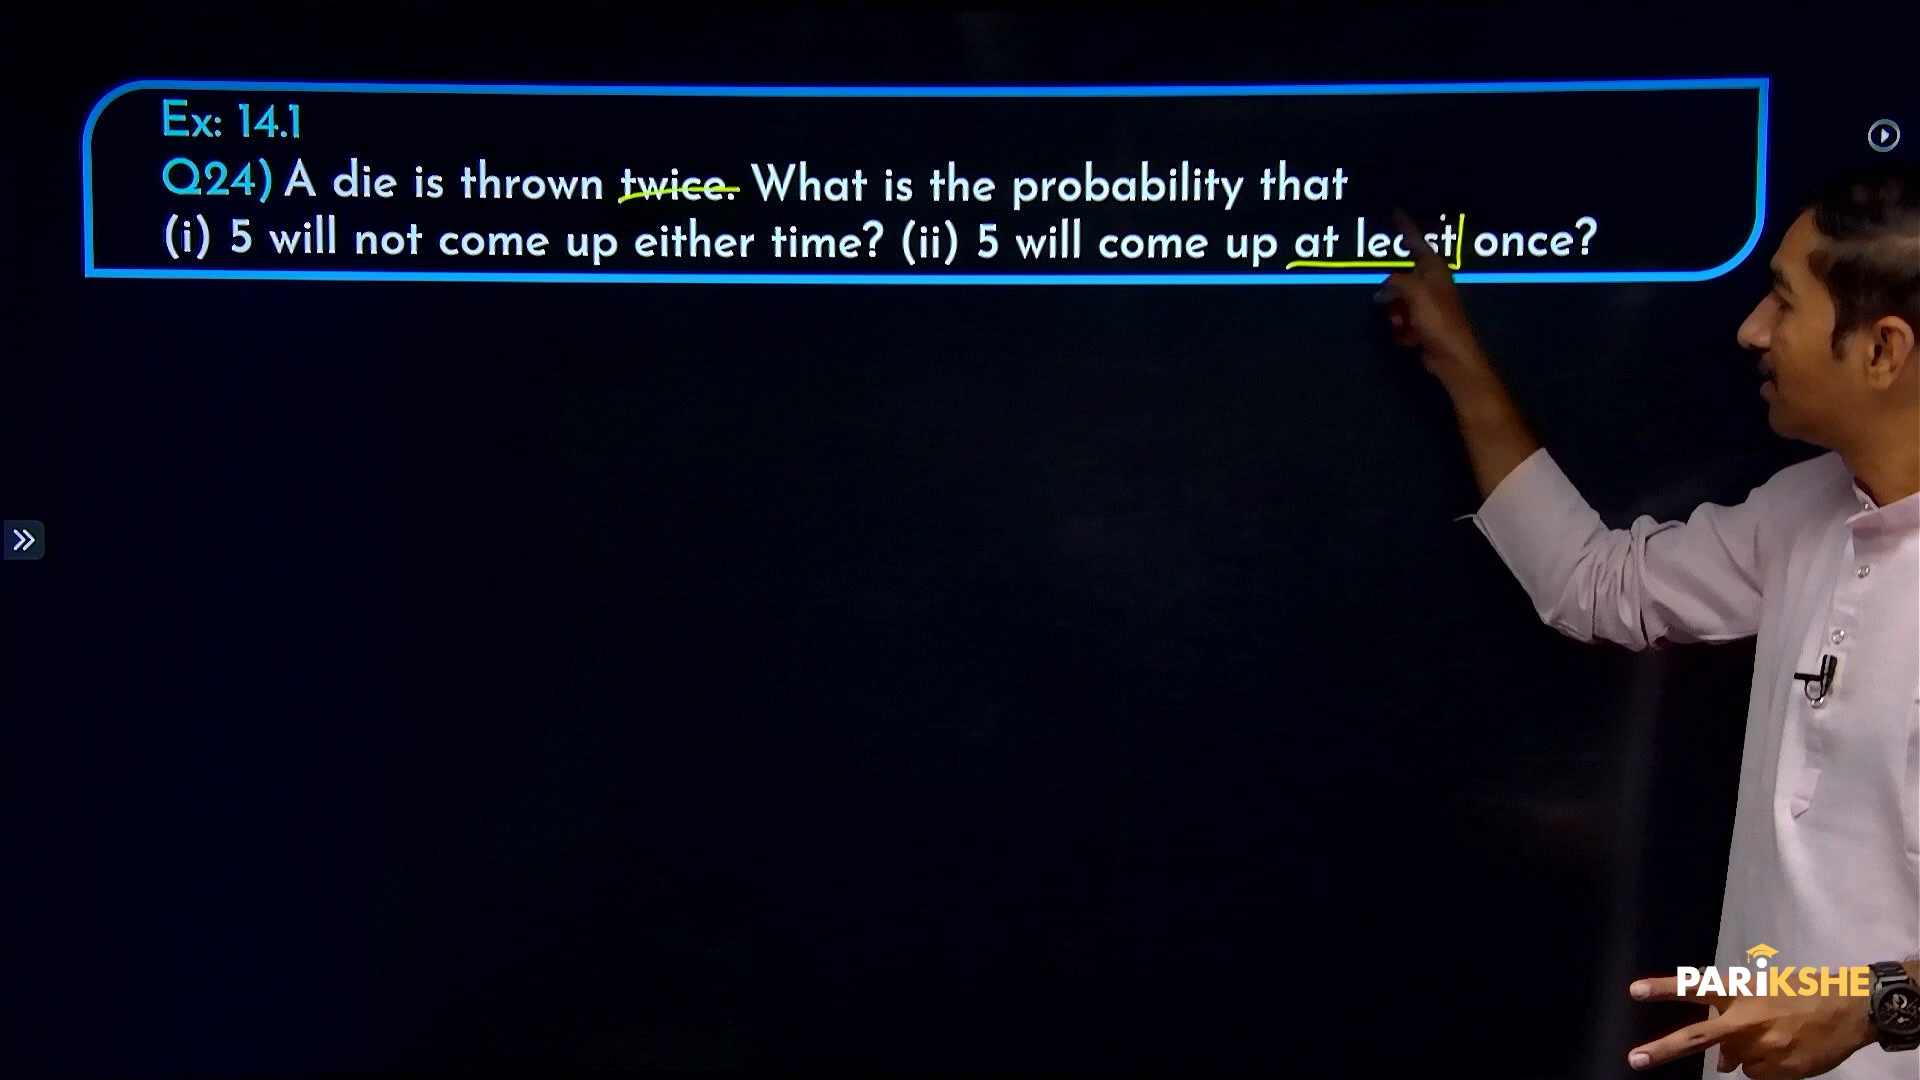 Ex: 14.1
Q24) A die is thrown twice. What is the probability that
(i) 5 will not come up either time? (ii) 5 will come up at least once?
PARiKSHE